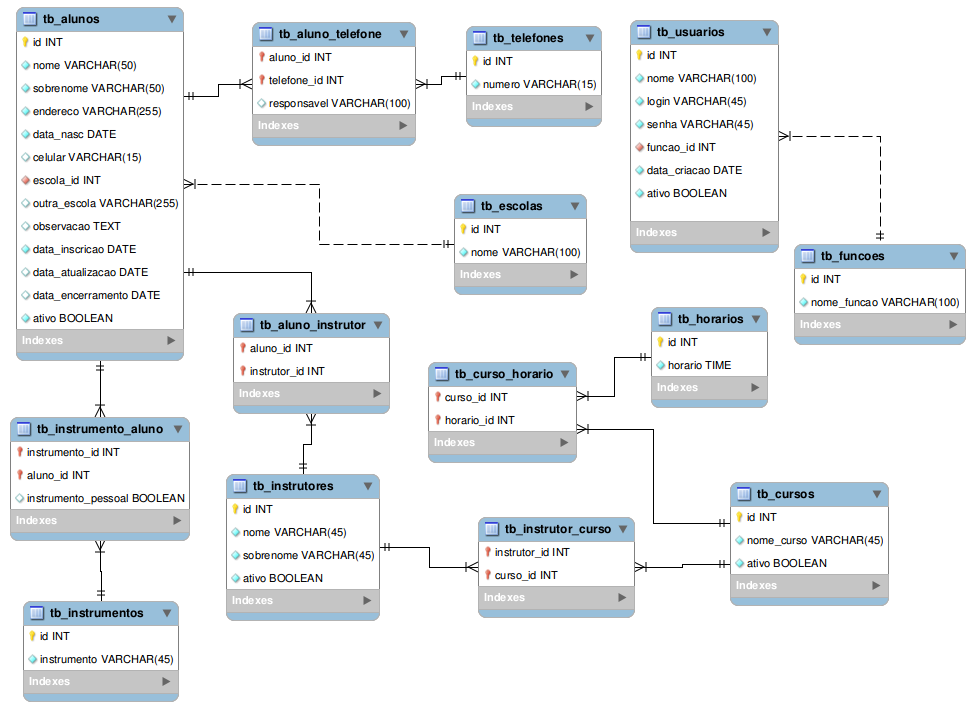 tb_alunos
id INT
nome VARCHAR(50)
sobrenome VARCHAR(50)
endereco VARCHAR(255)
data_nasc DATE
celular VARCHAR(15)
escola_id INT
outra_escola VARCHAR(255)
observacao TEXT
data_inscricao DATE
data_atualizacao DATE
data_encerramento DATE
ativo BOOLEAN
Indexes
tb_aluno_telefone
aluno_id INT
telefone_id INT
responsavel VARCHAR(100)
Indexes
tb_telefones
id INT
numero VARCHAR(15)
Indexes
tb_usuarios
id INT
nome VARCHAR(100)
login VARCHAR(45)
senha VARCHAR(45)
funcao_id INT
data_criacao DATE
ativo BOOLEAN
Indexes
tb_escolas
id INT
nome VARCHAR(100)
Indexes
tb_funcoes
id INT
nome_funcao VARCHAR(100)
Indexes
tb_aluno_instrutor
aluno_id INT
instrutor_id INT
Indexes
tb_horarios
id INT
horario TIME
Indexes
tb_curso_horario
curso_id INT
horario_id INT
Indexes
tb_instrumento_aluno
instrumento_id INT
aluno_id INT
instrumento_pessoal BOOLEAN
Indexes
tb_instrutores
id INT
nome VARCHAR(45)
sobrenome VARCHAR(45)
ativo BOOLEAN
Indexes
tb_instrutor_curso
instrutor_id INT
curso_id INT
Indexes
tb_cursos
id INT
nome_curso VARCHAR(45)
ativo BOOLEAN
Indexes
tb_instrumentos
id INT
instrumento VARCHAR(45)
Indexes